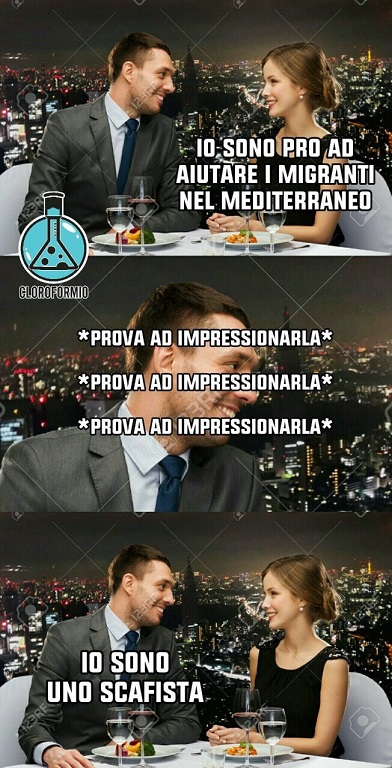 IO SONO PRO AD
AIUTARE I MIGRANTI
NEL MEDITERRANEO
CLOROFORMIO
*PROVA AD IMPRESSIONARLA*
*PROVA AD IMPRESSIONARLA*
*PROVA AD IMPRESSIONARLA*
IO SONO
UNO SCAFISTA